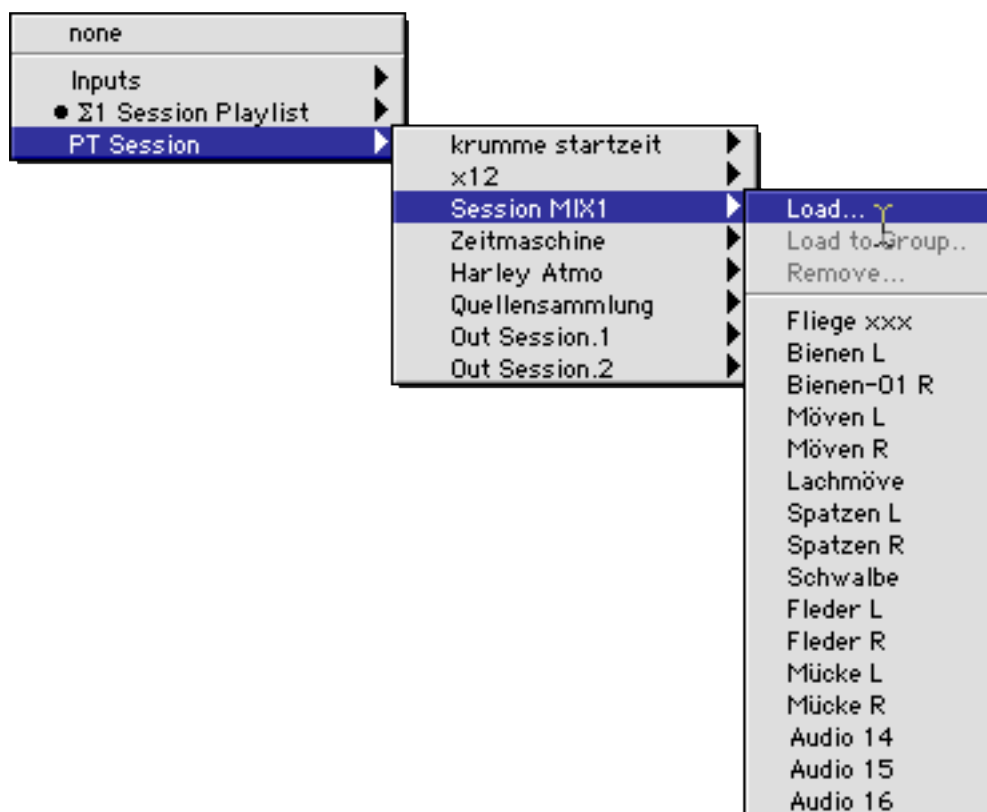 none
Inputs
• Σ1 Session Playlist
PT Session
krumme startzeit
x12
Session MIX1
Zeitmaschine
Harley Atmo
Quellensammlung
Out Session.1
Out Session.2
Load...
Load to Group..
Remove...
Fliege xxx
Bienen L
Bienen-01 R
Möven L
Möven R
Lachmöve
Spatzen L
Spatzen R
Schwalbe
Fleder L
Fleder R
Mücke L
Mücke R
Audio 14
Audio 15
Audio 16